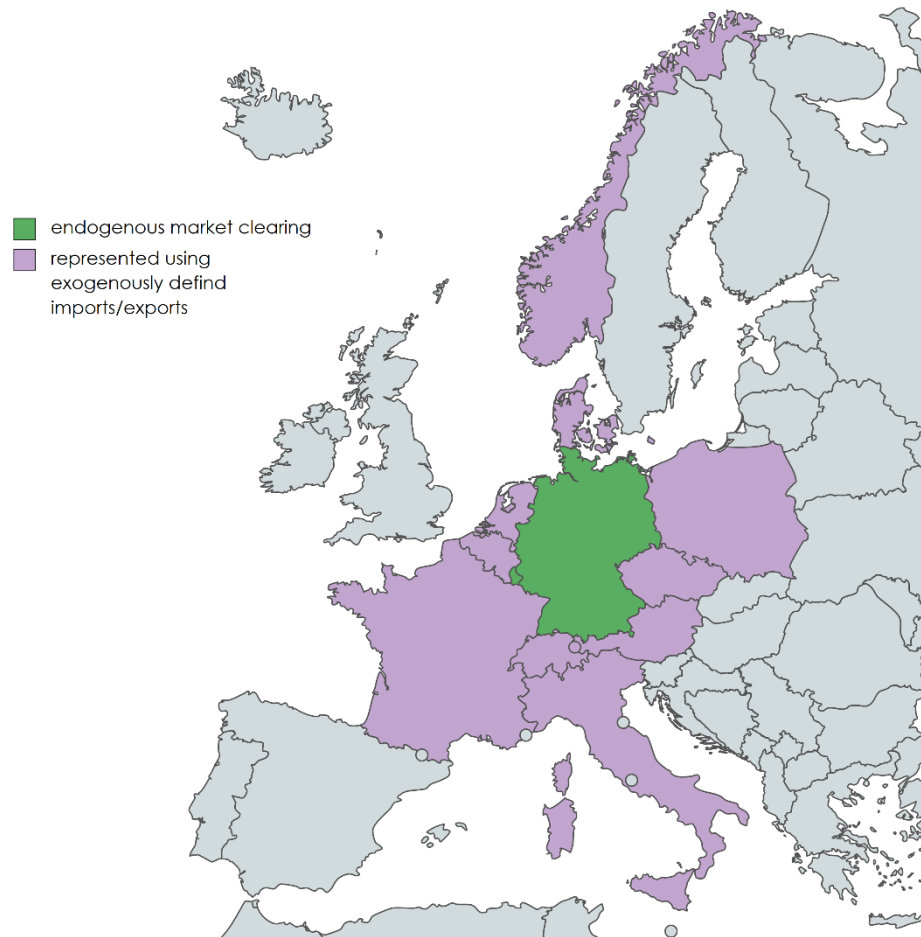 endogenous market clearing
represented using
exogenously defind
imports/exports